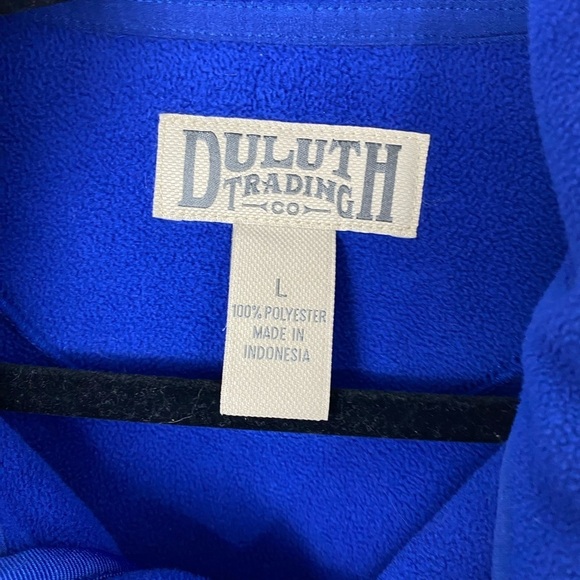 DULUTH
TRADING
CO
L
100% POLYESTER
MADE IN
INDONESIA